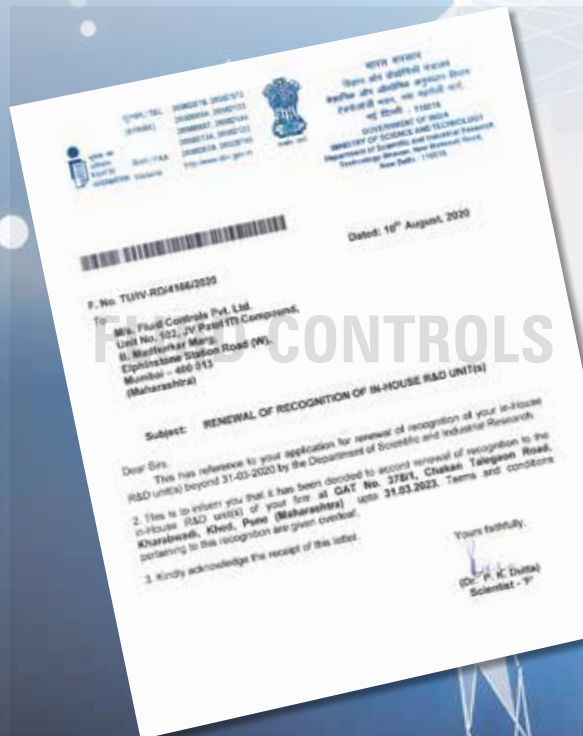 भारत सरकार
नई दिल्ली - 110016
GOVERNMENT OF INDIA
MINISTRY OF SCIENCE AND TECHNOLOGY
Department of Scientific and Industrial Research
Technology Bhavan, New Mehrauli Road,
New Delhi - 110016
Dated: 10th August, 2020
F. No. TU/IV-RD/4166/2020
To
M/s. Fluid Controls Pvt. Ltd.
Unit No. 102, JV Patel ITI Compound,
B. Madhurkar Marg,
Elphinstone Station Road (W),
Mumbai - 400 013
(Maharashtra)
FLUID CONTROLS
Subject: RENEWAL OF RECOGNITION OF IN-HOUSE R&D UNIT(s)
Dear Sirs,
This has reference to your application for renewal of recognition of your in-House
R&D unit(s) beyond 31-03-2020 by the Department of Scientific and Industrial Research.
2. This is to inform you that it has been decided to accord renewal of recognition to the
in-House R&D unit(s) of your firm at GAT No. 378/1, Chakan Talegaon Road,
Kharabwadi, Khed, Pune (Maharashtra) upto 31.03.2023. Terms and conditions
pertaining to this recognition are given overleaf.
3. Kindly acknowledge the receipt of this letter.
Yours faithfully,
(Dr. P. K. Dutta)
Scientist - 'F'